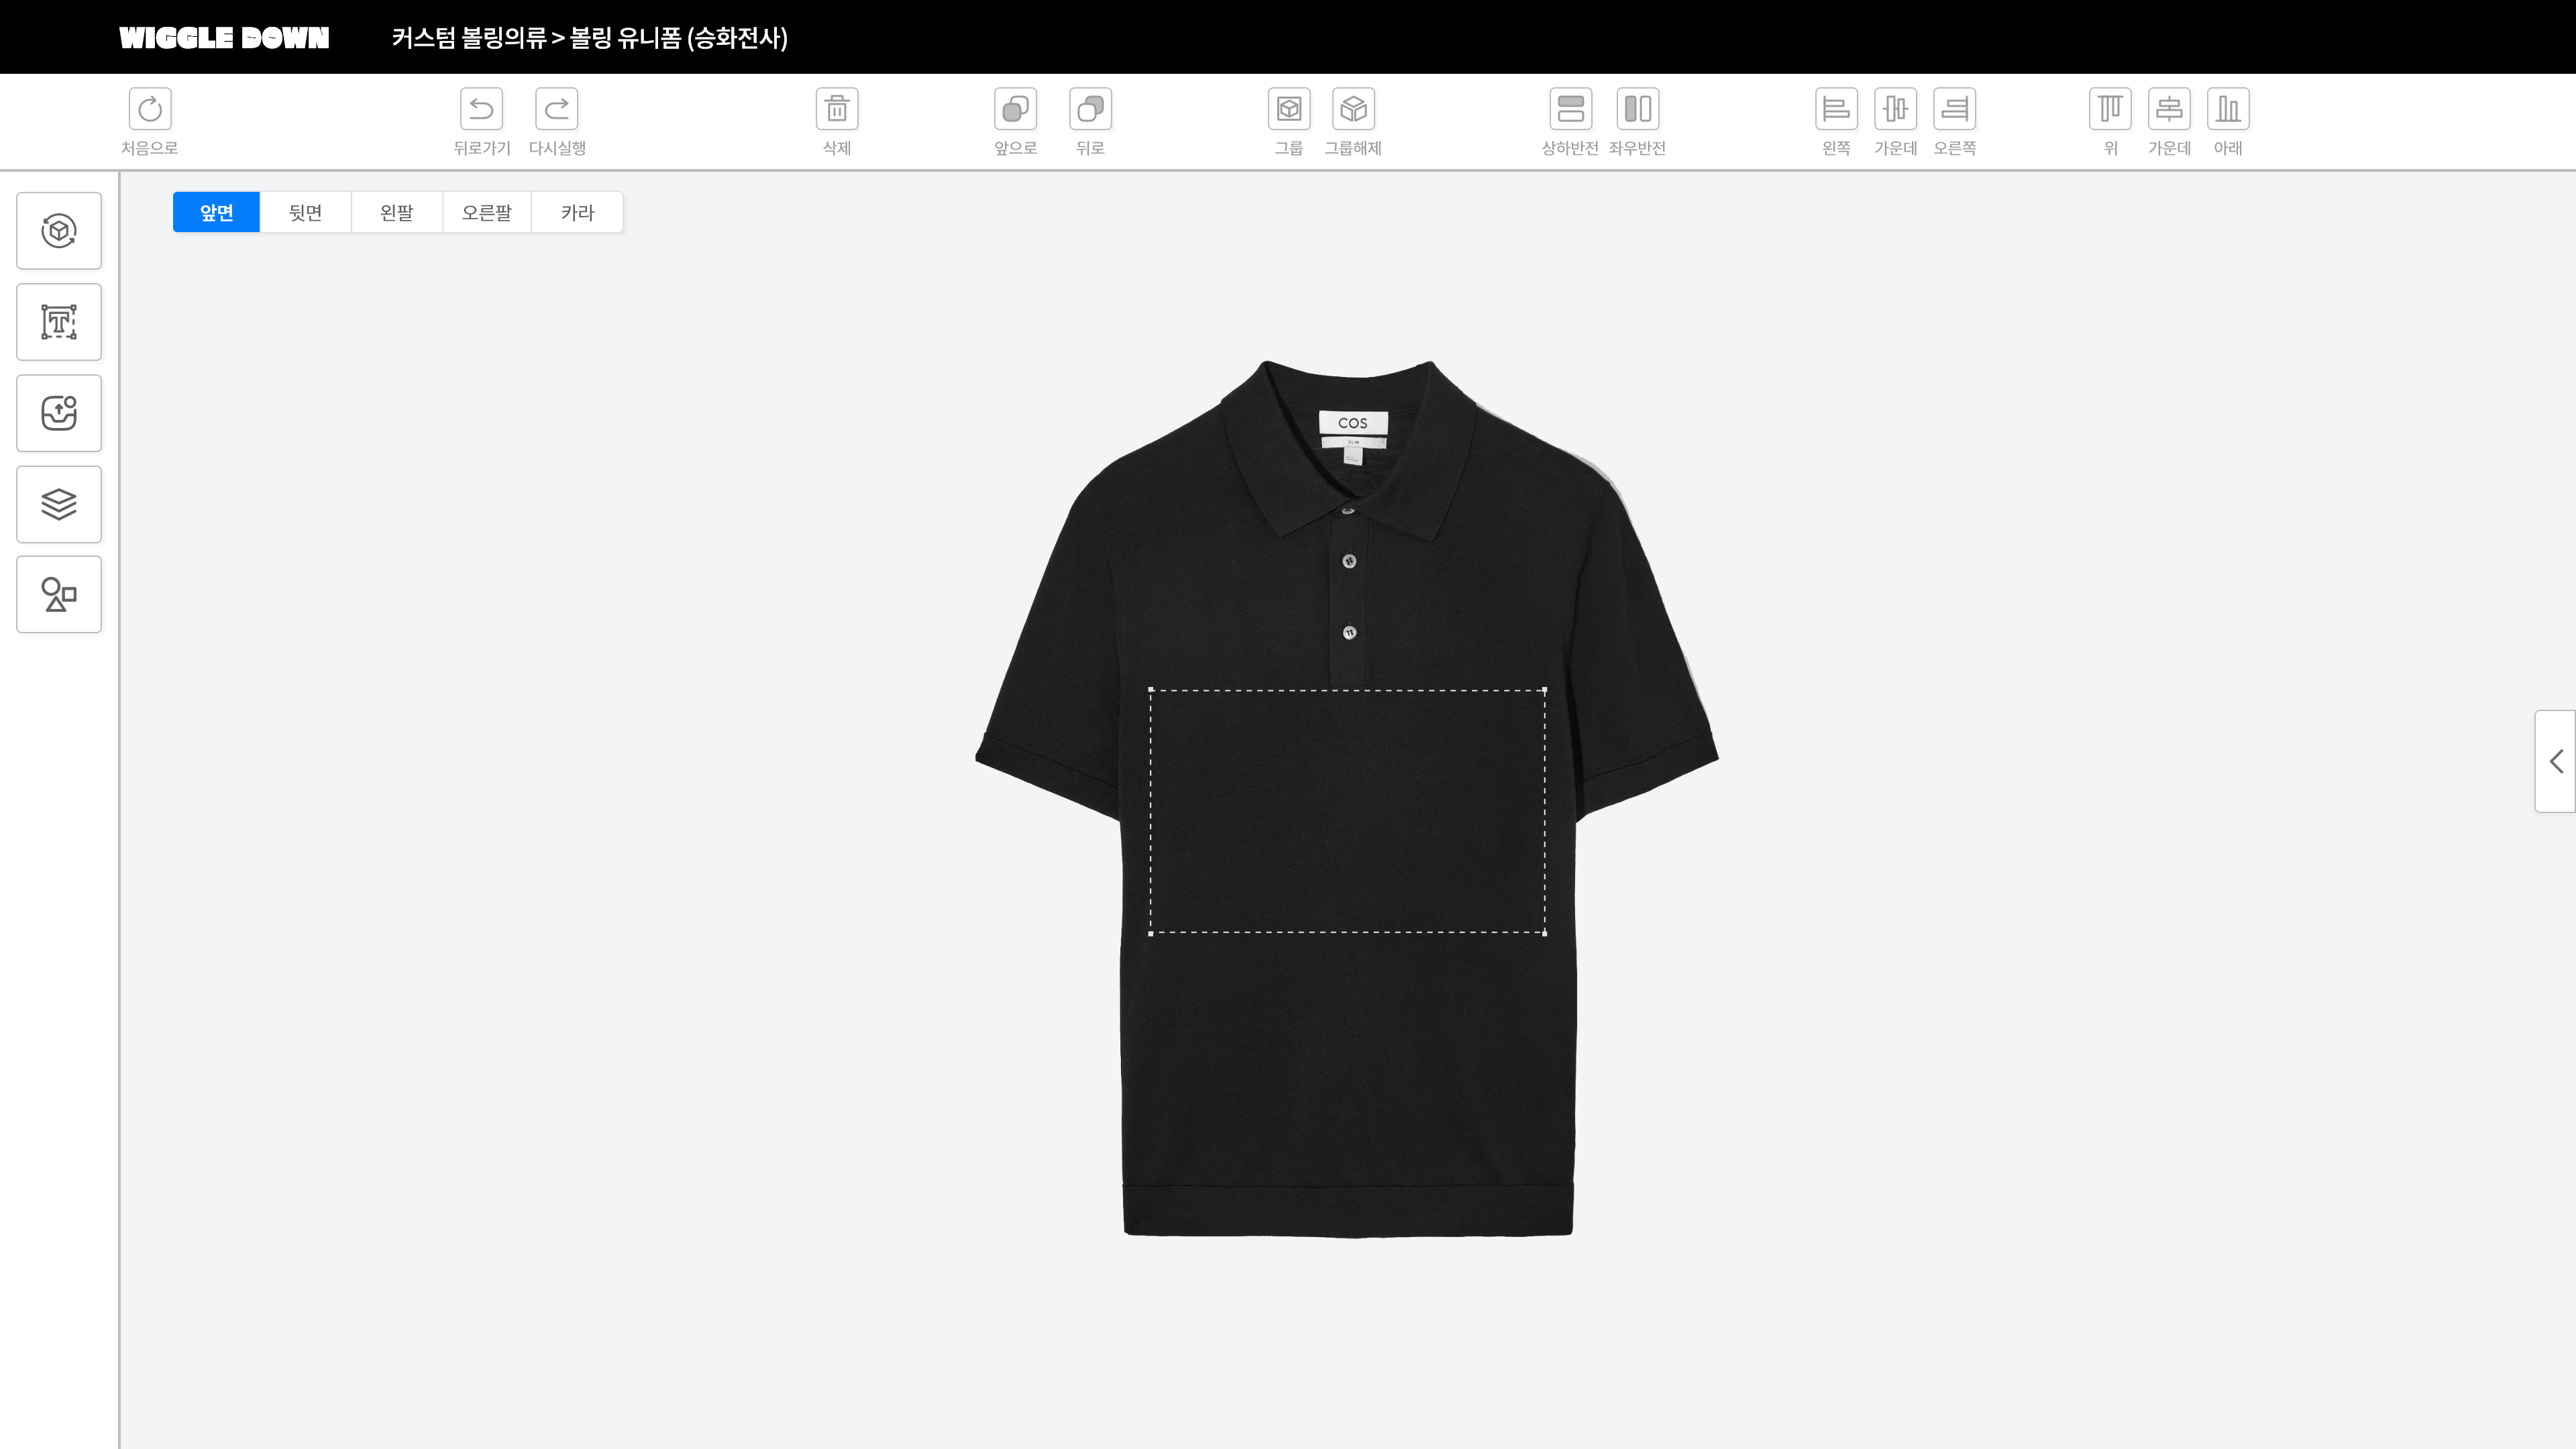 WIGGLE DOWN
커스텀 볼링의류 > 볼링 유니폼 (승화전사)
처음으로
뒤로가기
다시실행
삭제
앞으로
뒤로
그룹
그룹해제
상하반전
좌우반전
왼쪽
가운데
오른쪽
위
가운데
아래
앞면
뒷면
왼팔
오른팔
카라
COS
SLIM